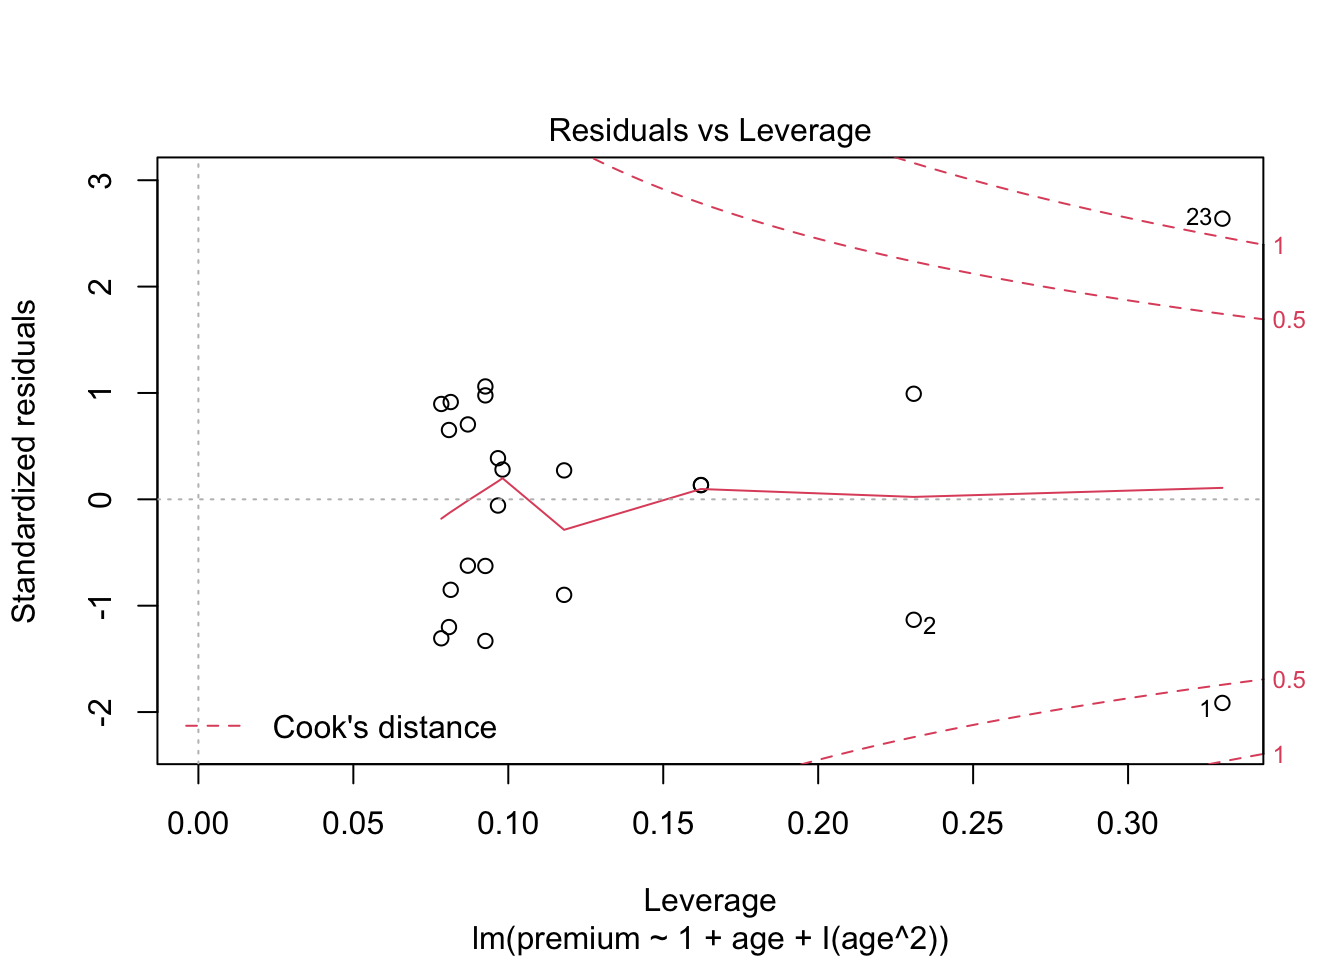 Residuals vs Leverage
Standardized residuals
3
2
1
0
-1
-2
23
1
0.5
2
0.5
1
1
Cook's distance
0.00 0.05 0.10 0.15 0.20 0.25 0.30
Leverage
lm(premium ~ 1 + age + I(age^2))